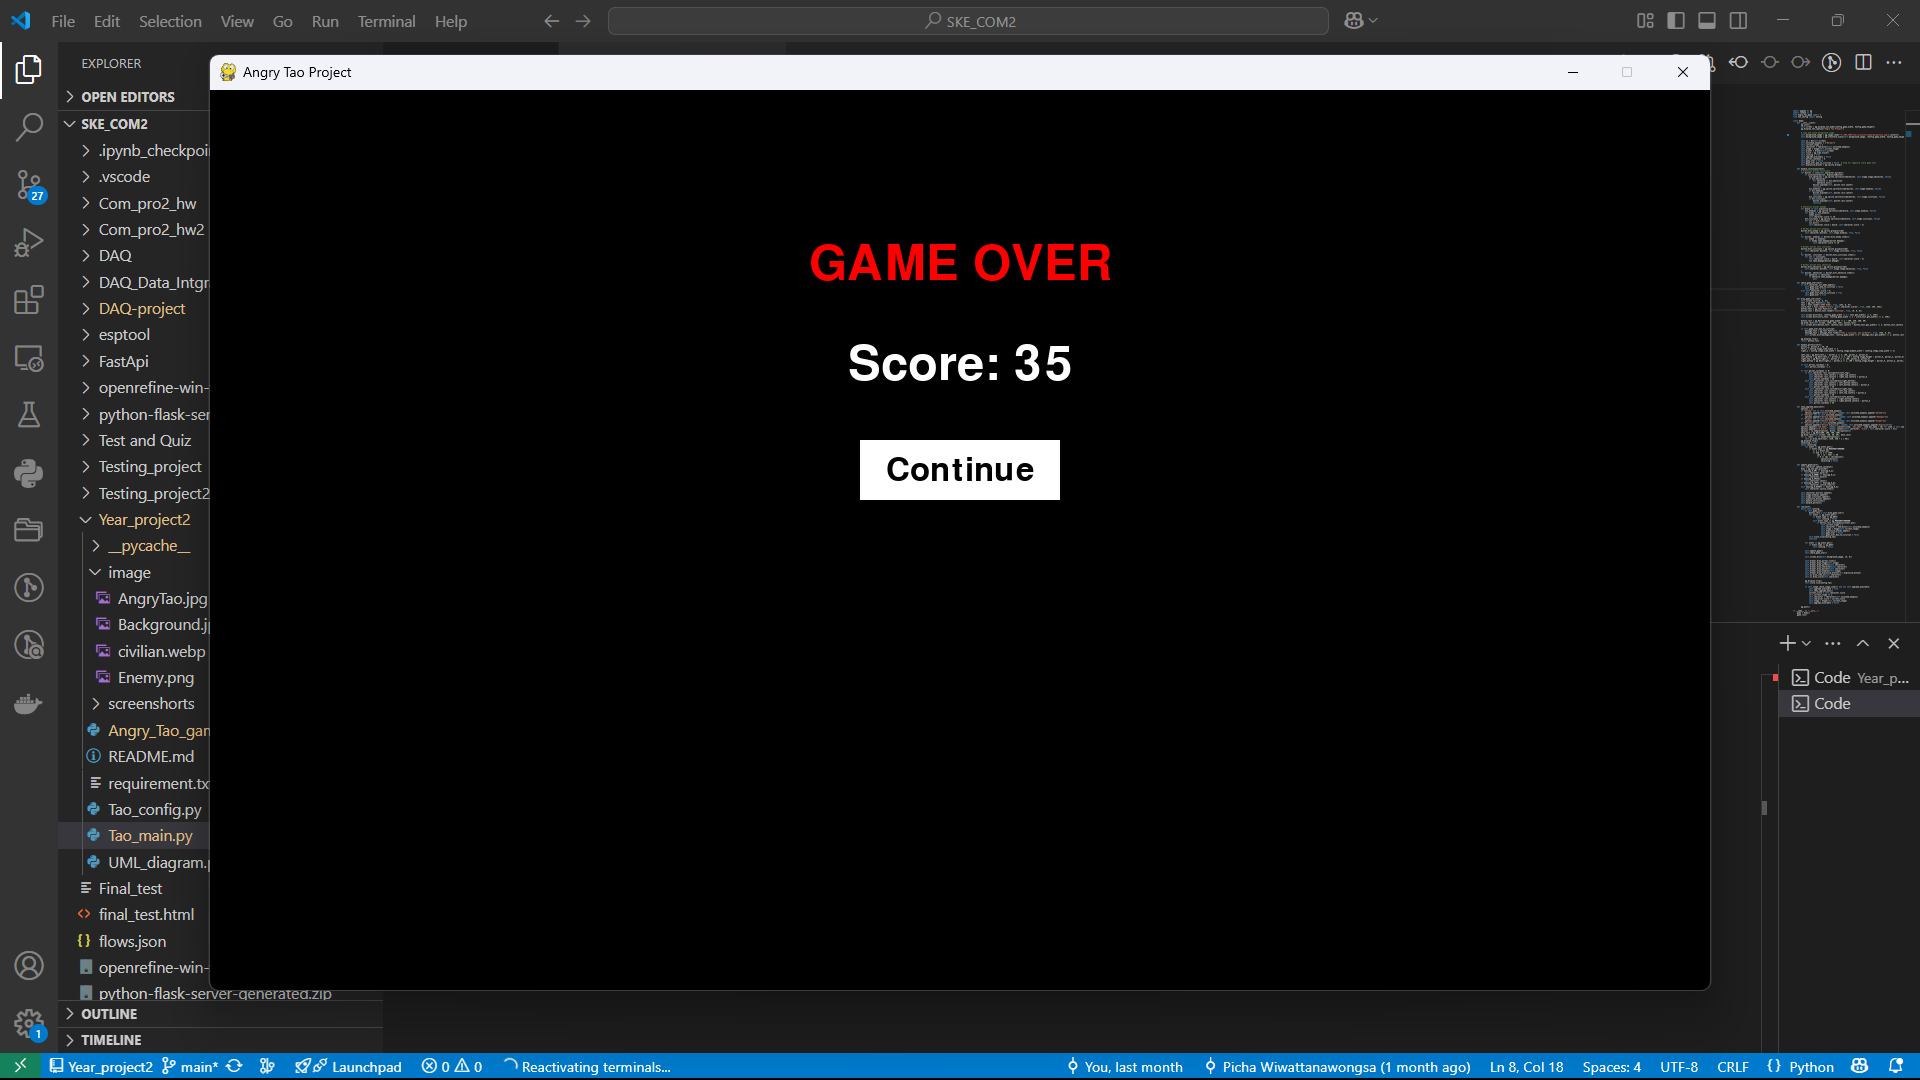 File Edit Selection View Go Run Terminal Help
SKE_COM2
EXPLORER
Angry Tao Project
OPEN EDITORS
SKE_COM2
.ipynb_checkpoi
.vscode
Com_pro2_hw
Com_pro2_hw2
DAQ
DAQ_Data_Intgr
DAQ-project
esptool
FastApi
openrefine-win-
python-flask-ser
Test and Quiz
Testing_project
Testing_project2
Year_project2
__pycache__
image
AngryTao.jpg
Background.j
civilian.webp
Enemy.png
screenshorts
Angry_Tao_gan
README.md
requirement.tx
Tao_config.py
Tao_main.py
UML_diagram.p
Final_test
final_test.html
flows.json
openrefine-win-
python-flask-server-generated.zip
OUTLINE
TIMELINE
27
1
GAME OVER
Score: 35
Continue
Code Year_p...
Code
Year_project2 main* Launchpad 0 0 Reactivating terminals... You, last month Picha Wiwattanawongsa (1 month ago) Ln 8, Col 18 Spaces: 4 UTF-8 CRLF Python